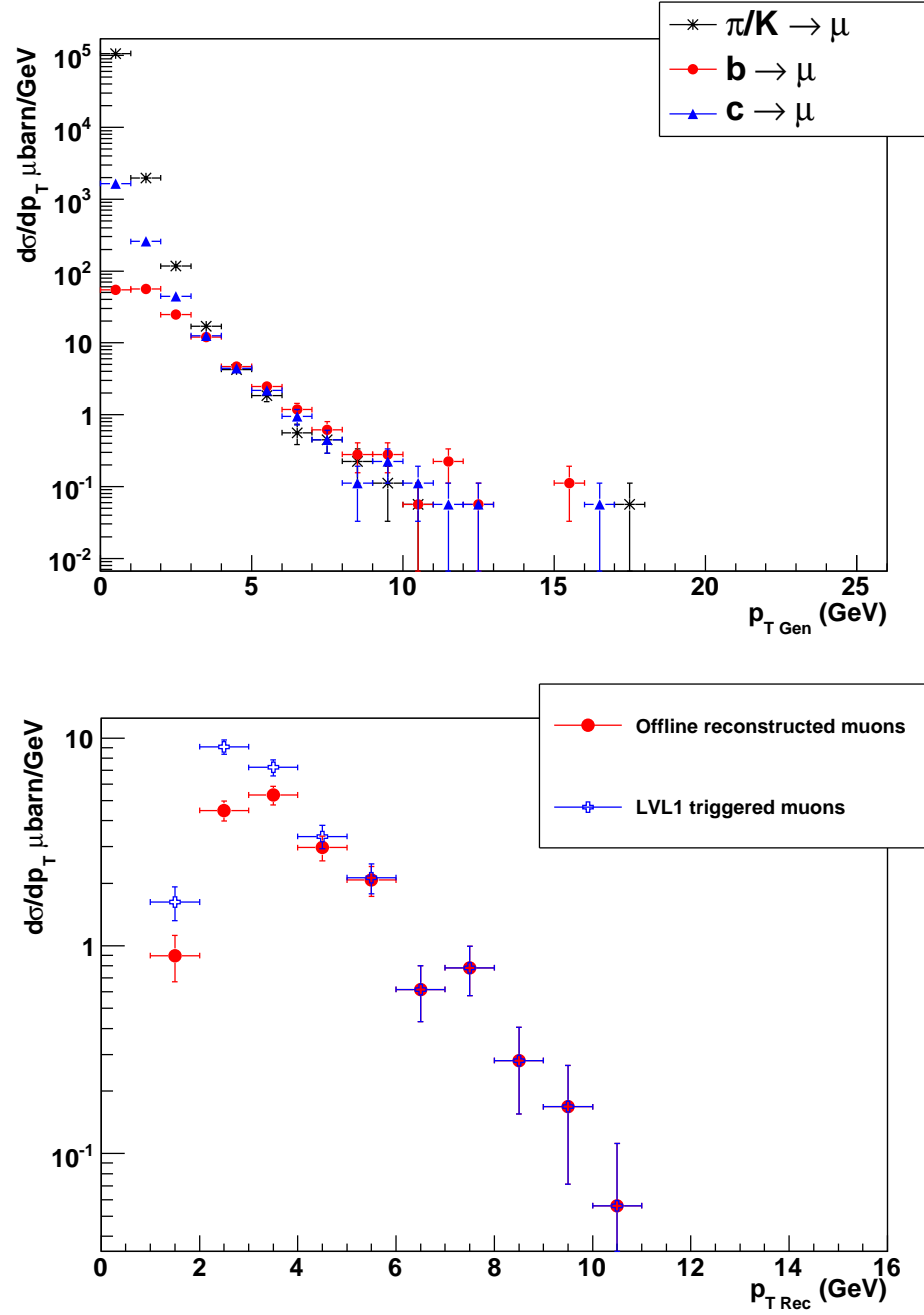 π/K → μ
b → μ
c → μ
dσ/dp_T μbarn/GeV
10^5
10^4
10^3
10^2
10
1
10^-1
10^-2
0 5 10 15 20 25
p_T Gen (GeV)
Offline reconstructed muons
LVL1 triggered muons
dσ/dp_T μbarn/GeV
10
1
10^-1
0 2 4 6 8 10 12 14 16
p_T Rec (GeV)